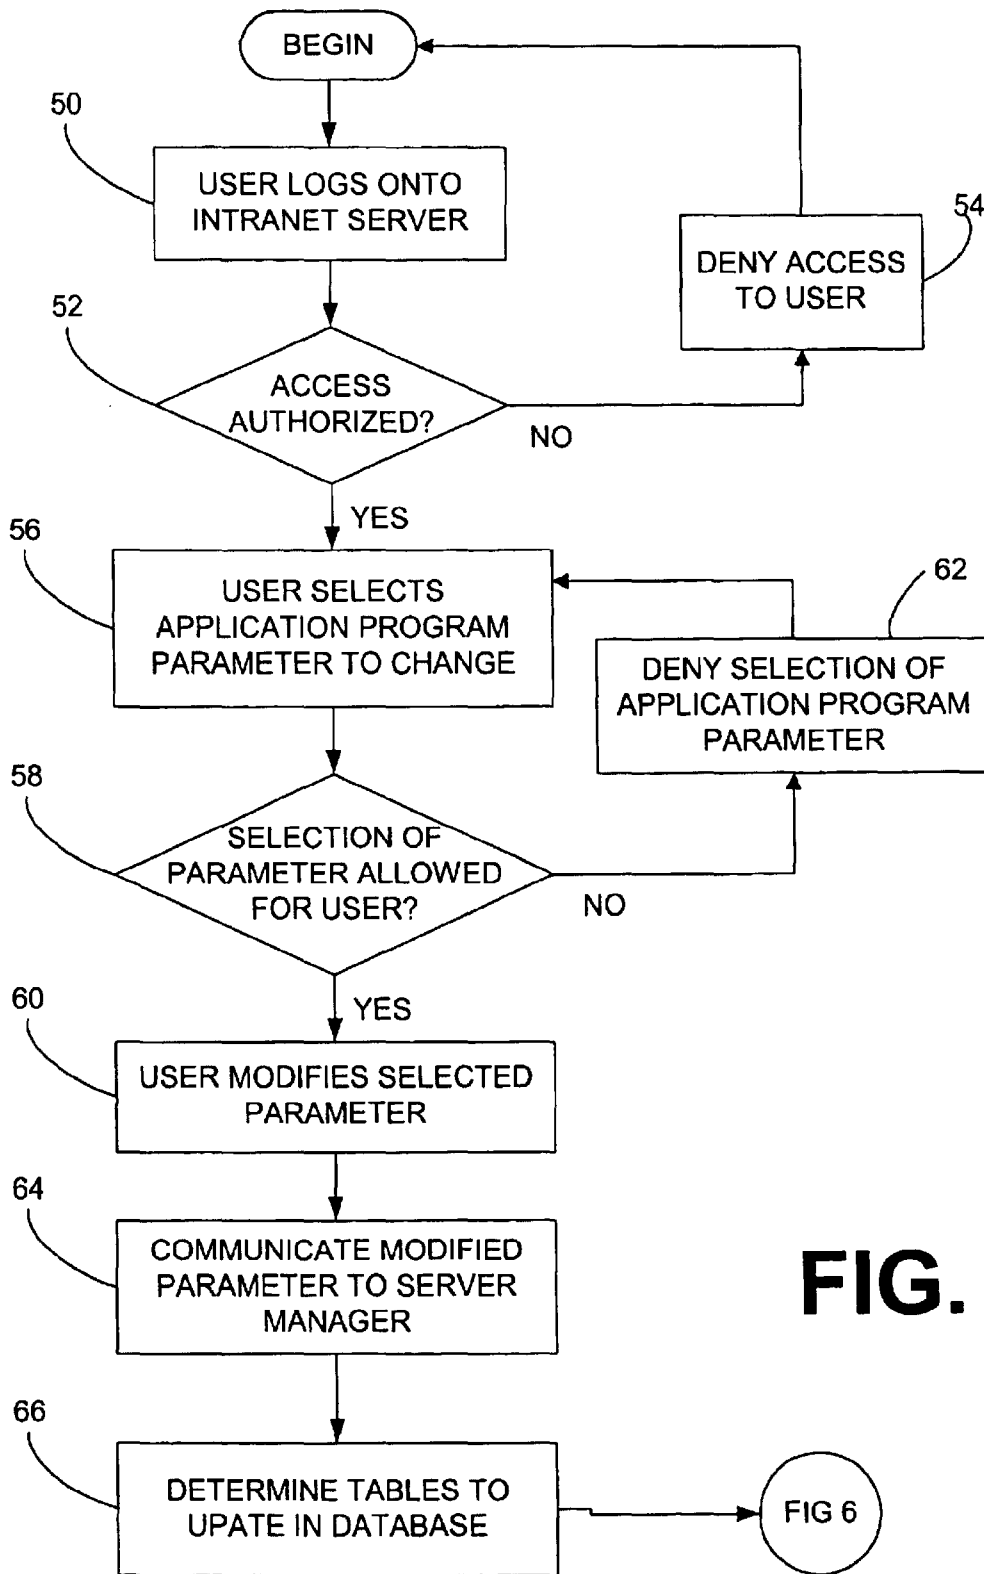 BEGIN
50
USER LOGS ONTO
INTRANET SERVER
54
DENY ACCESS
TO USER
52
ACCESS
AUTHORIZED?
NO
YES
56
USER SELECTS
APPLICATION PROGRAM
PARAMETER TO CHANGE
62
DENY SELECTION OF
APPLICATION PROGRAM
PARAMETER
58
SELECTION OF
PARAMETER ALLOWED
FOR USER?
NO
YES
60
USER MODIFIES SELECTED
PARAMETER
64
COMMUNICATE MODIFIED
PARAMETER TO SERVER
MANAGER
FIG.
66
DETERMINE TABLES TO
UPATE IN DATABASE
FIG 6